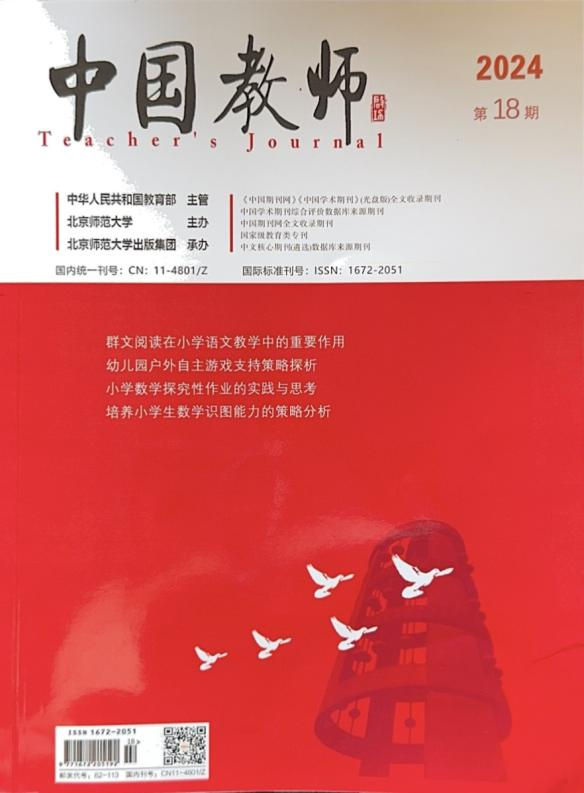 中国教师
Teacher's Journal
2024
第18期
中华人民共和国教育部 主管
北京师范大学 主办
北京师范大学出版集团 承办
《中国期刊网》《中国学术期刊》(光盘版)全文收录期刊
中国学术期刊综合评价数据库来源期刊
中国期刊网全文收录期刊
国家级教育类专刊
中文核心期刊(遴选)数据库来源期刊
国内统一刊号：CN：11-4801/Z
国际标准刊号：ISSN：1672-2051
群文阅读在小学语文教学中的重要作用
幼儿园户外自主游戏支持策略探析
小学数学探究性作业的实践与思考
培养小学生数学识图能力的策略分析
ISSN 1672-2051
18>
9 771672 205192
邮发代号：82-113 国内刊号：CN11-4801/Z